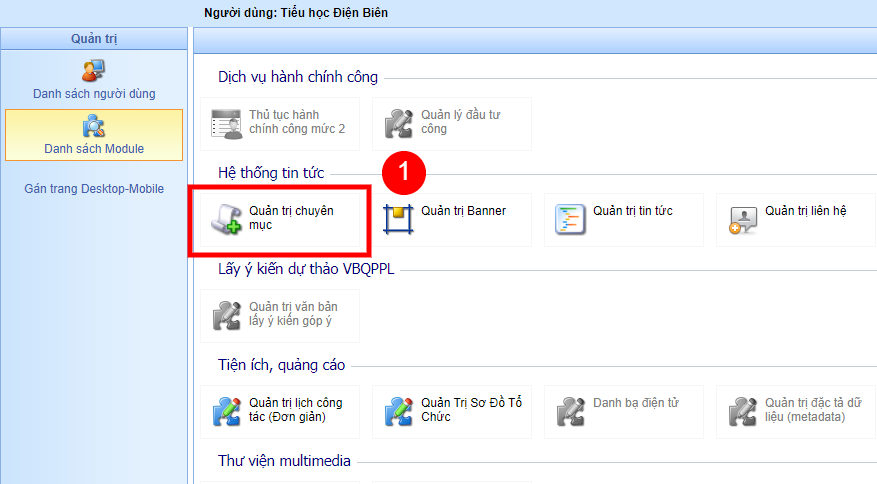 Người dùng: Tiểu học Điện Biên
Quản trị
Danh sách người dùng
Danh sách Module
Gán trang Desktop-Mobile
Dịch vụ hành chính công
Thủ tục hành
chính công mức 2
Quản lý đầu tư
công
Hệ thống tin tức
1
Quản trị chuyên
mục
Quản trị Banner
Quản trị tin tức
Quản trị liên hệ
Lấy ý kiến dự thảo VBQPPL
Quản trị văn bản
lấy ý kiến góp ý
Tiện ích, quảng cáo
Quản trị lịch công
tác (Đơn giản)
Quản Trị Sơ Đồ Tổ
Chức
Danh bạ điện tử
Quản trị đặc tả dữ
liệu (metadata)
Thư viện multimedia